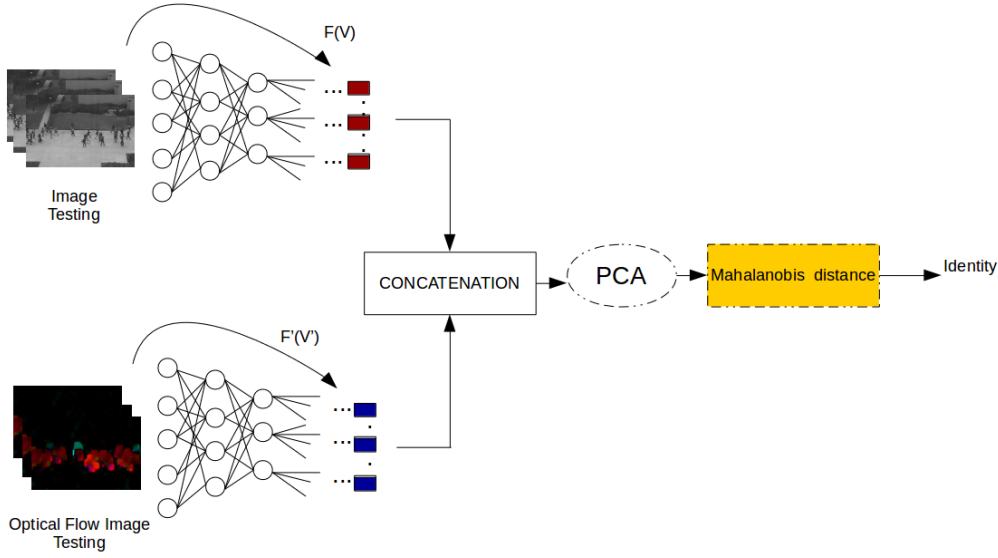 F(V)
...
...
...
Image
Testing
CONCATENATION
PCA
Mahalanobis distance
Identity
F'(V')
...
...
...
Optical Flow Image
Testing